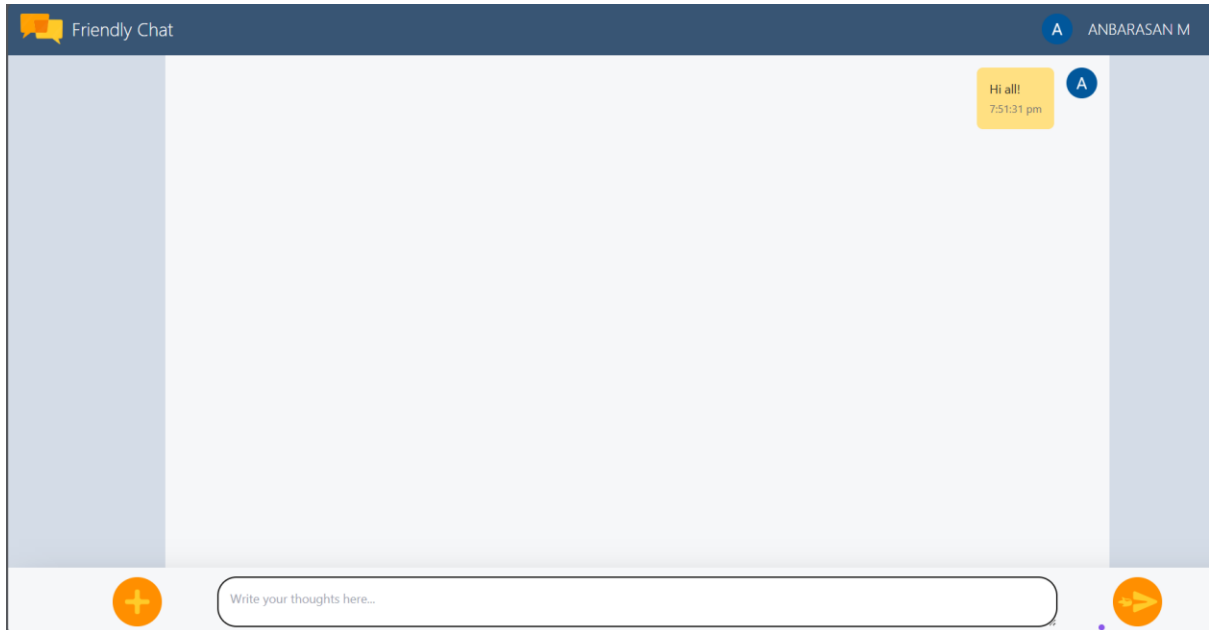 Friendly Chat
A
ANBARASAN M
Hi all!
A
7:51:31 pm
Write your thoughts here...